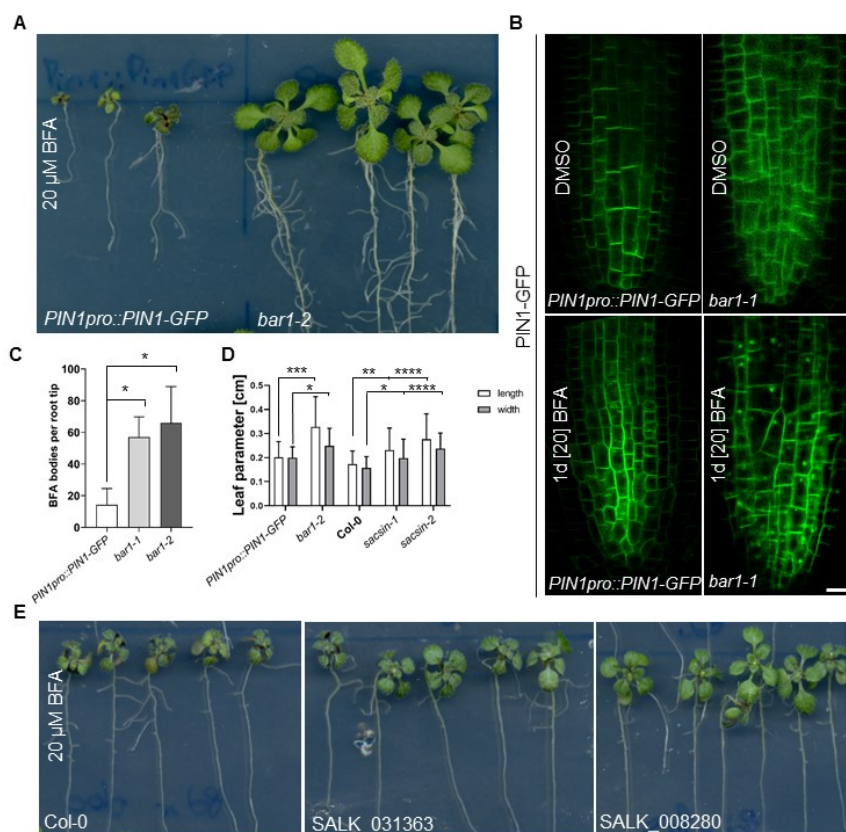 A
20 µM BFA
PIN1pro::PIN1-GFP
bar1-2
B
PIN1-GFP
DMSO
PIN1pro::PIN1-GFP
DMSO
bar1-1
1d [20] BFA
PIN1pro::PIN1-GFP
1d [20] BFA
bar1-1
C
BFA bodies per root tip
100
80
60
40
20
0
*
*
PIN1pro::PIN1-GFP
bar1-1
bar1-2
D
Leaf parameter [cm]
0.5
0.4
0.3
0.2
0.1
0.0
*** ** ****
* * ****
length
width
PIN1pro::PIN1-GFP
bar1-2
Col-0
sacsin-1
sacsin-2
E
20 µM BFA
Col-0
SALK_031363
SALK_008280